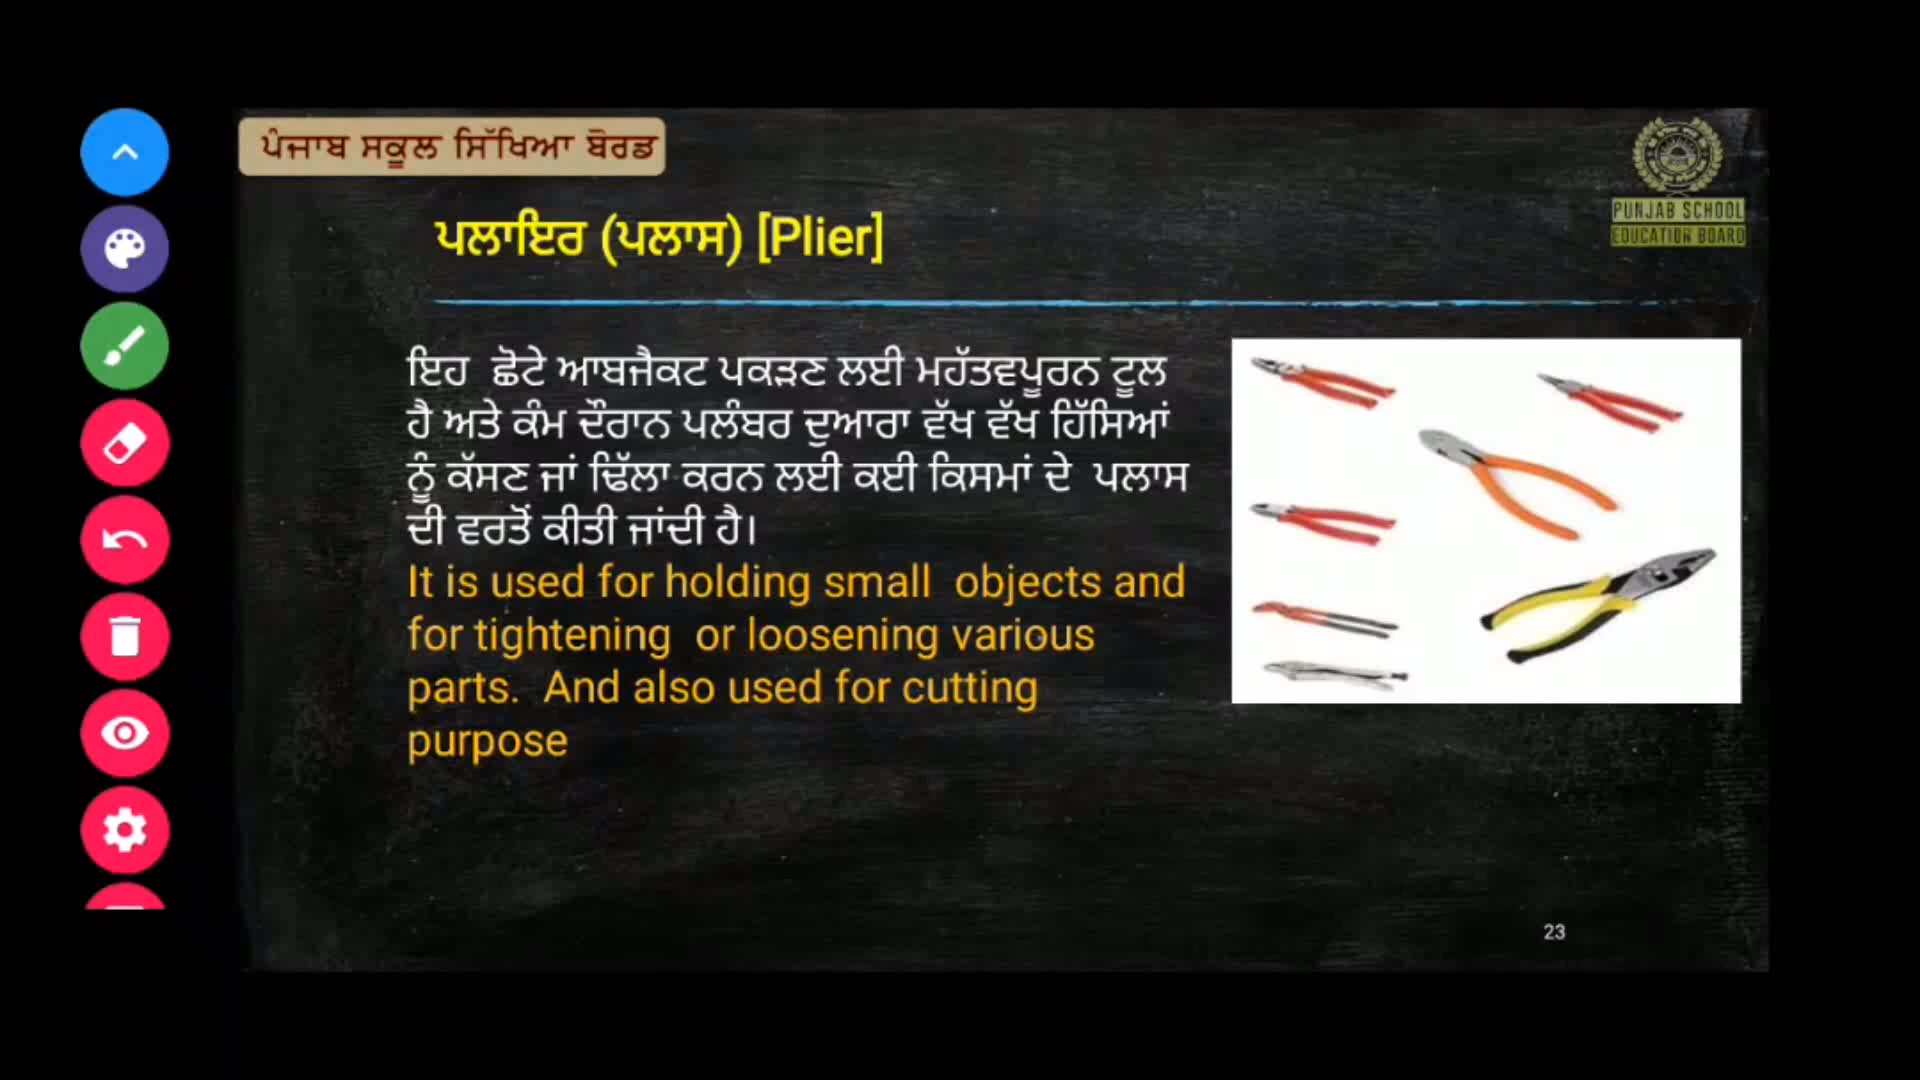 ਪੰਜਾਬ ਸਕੂਲ ਸਿੱਖਿਆ ਬੋਰਡ
PUNJAB SCHOOL
EDUCATION BOARD
ਪਲਾਇਰ (ਪਲਾਸ) [Plier]
ਇਹ ਛੋਟੇ ਆਬਜੈਕਟ ਪਕੜਣ ਲਈ ਮਹੱਤਵਪੂਰਨ ਟੂਲ
ਹੈ ਅਤੇ ਕੰਮ ਦੌਰਾਨ ਪਲੰਬਰ ਦੁਆਰਾ ਵੱਖ ਵੱਖ ਹਿੱਸਿਆਂ
ਨੂੰ ਕੱਸਣ ਜਾਂ ਢਿੱਲਾ ਕਰਨ ਲਈ ਕਈ ਕਿਸਮਾਂ ਦੇ ਪਲਾਸ
ਦੀ ਵਰਤੋਂ ਕੀਤੀ ਜਾਂਦੀ ਹੈ।
It is used for holding small objects and
for tightening or loosening various
parts. And also used for cutting
purpose
23